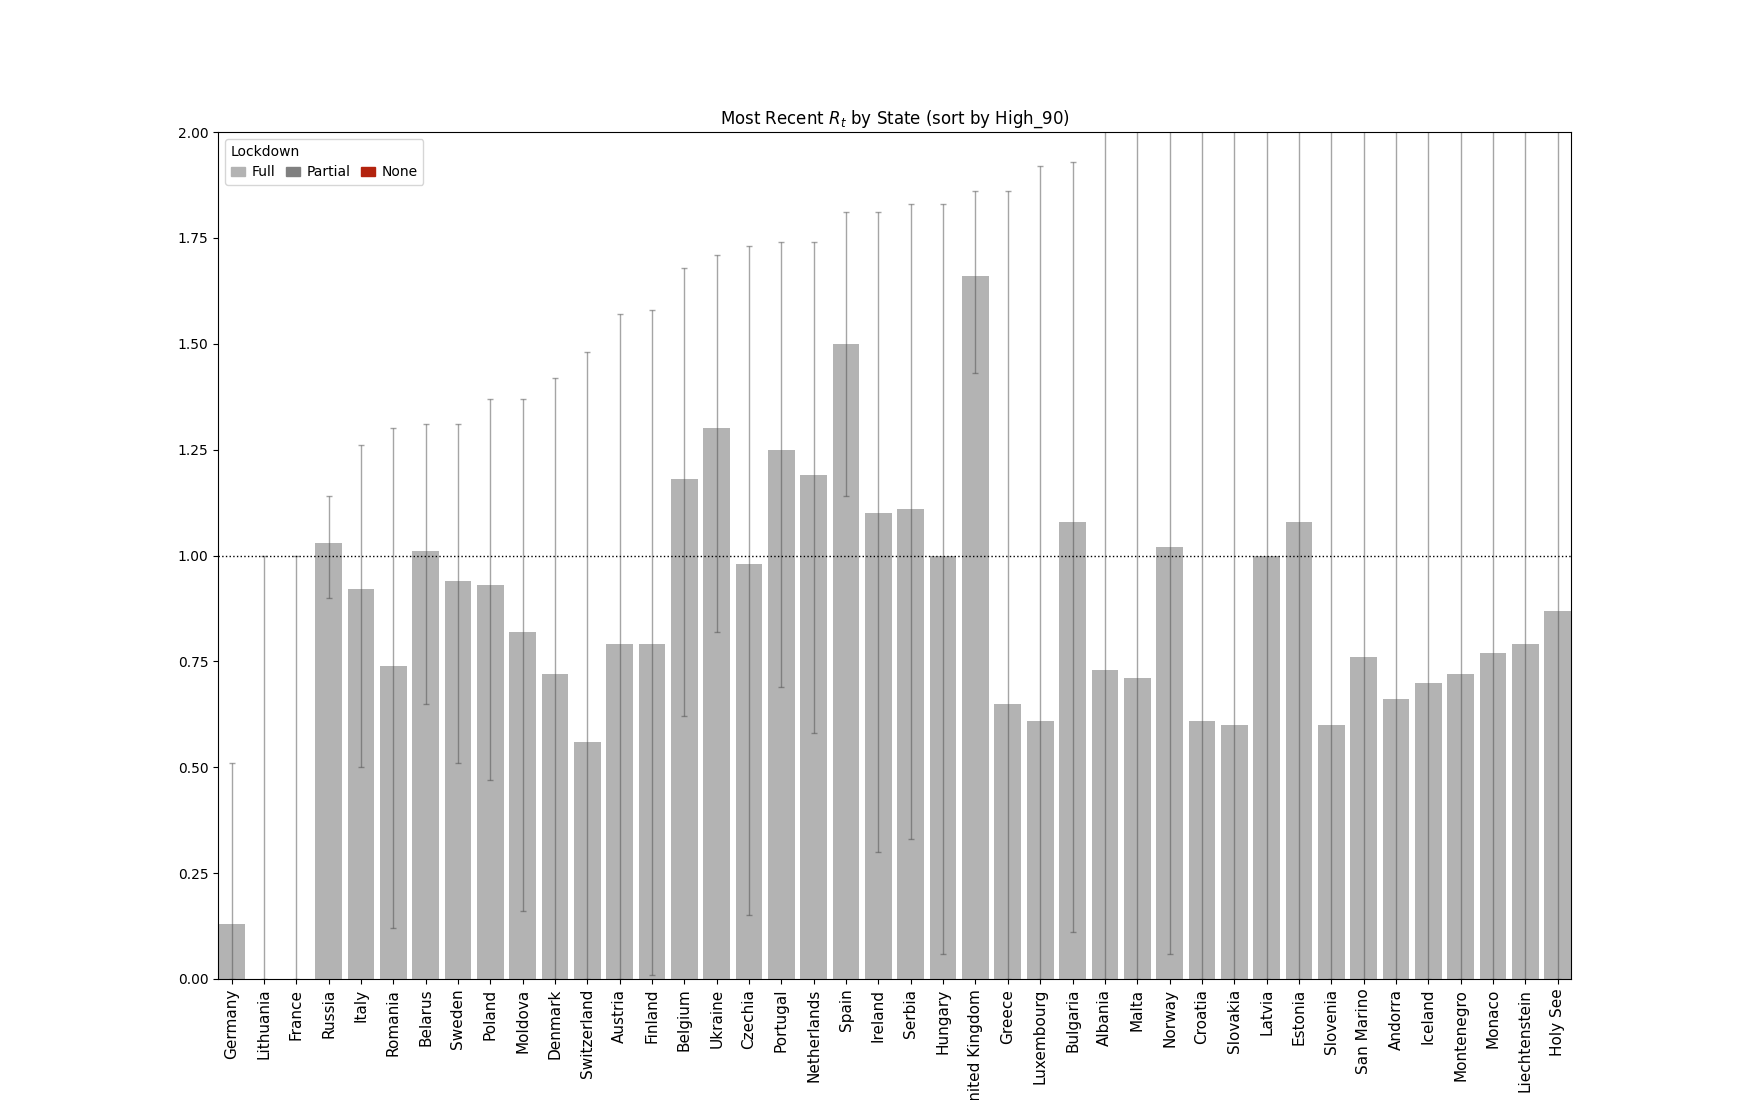 Most Recent R_t by State (sort by High_90)
Lockdown
Full Partial None
2.00
1.75
1.50
1.25
1.00
0.75
0.50
0.25
0.00
Germany
Lithuania
France
Russia
Italy
Romania
Belarus
Sweden
Poland
Moldova
Denmark
Switzerland
Austria
Finland
Belgium
Ukraine
Czechia
Portugal
Netherlands
Spain
Ireland
Serbia
Hungary
nited Kingdom
Greece
Luxembourg
Bulgaria
Albania
Malta
Norway
Croatia
Slovakia
Latvia
Estonia
Slovenia
San Marino
Andorra
Iceland
Montenegro
Monaco
Liechtenstein
Holy See